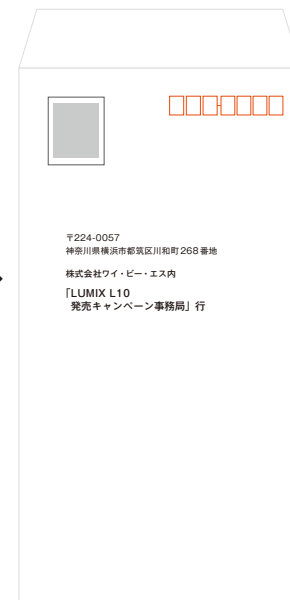 〒224-0057
神奈川県横浜市都筑区川和町268番地
株式会社ワイ・ピー・エス内
「LUMIX L10
発売キャンペーン事務局」行